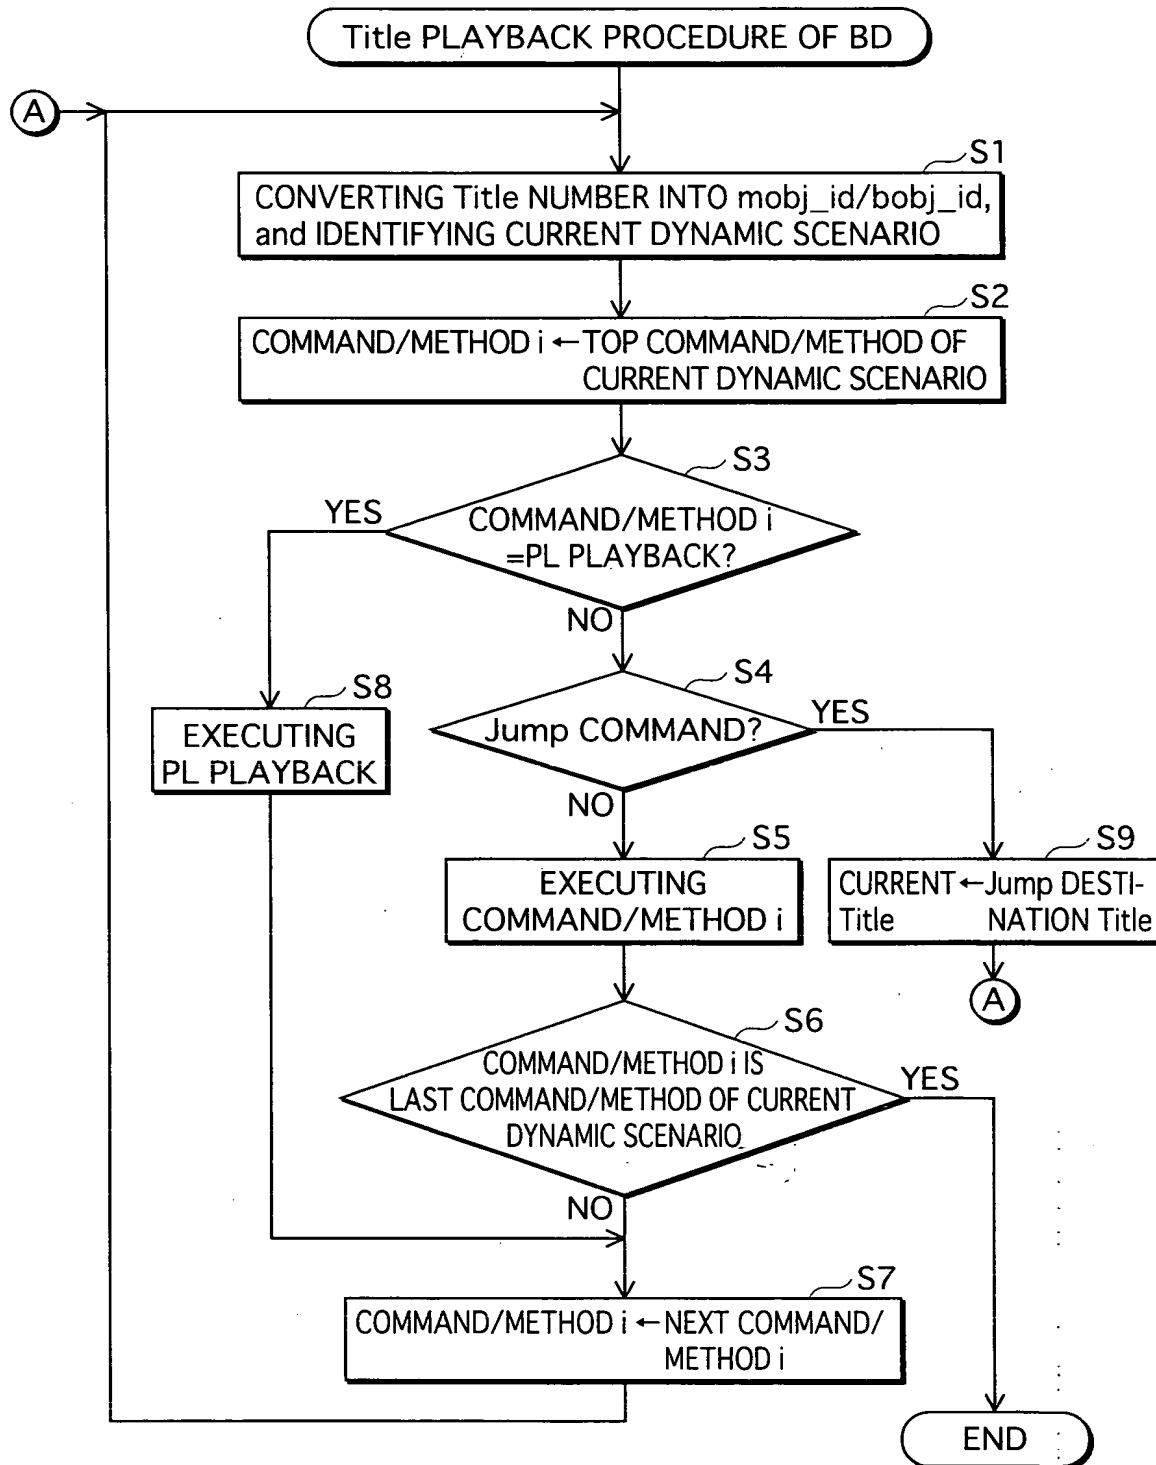 Title PLAYBACK PROCEDURE OF BD
A
S1
CONVERTING Title NUMBER INTO mobj_id/bobj_id,
and IDENTIFYING CURRENT DYNAMIC SCENARIO
S2
COMMAND/METHOD i ← TOP COMMAND/METHOD OF
CURRENT DYNAMIC SCENARIO
S3
YES
COMMAND/METHOD i
=PL PLAYBACK?
NO
S4
S8
YES
Jump COMMAND?
EXECUTING
PL PLAYBACK
NO
S5
S9
EXECUTING
COMMAND/METHOD i
CURRENT ← Jump DESTI-
Title NATION Title
A
S6
COMMAND/METHOD i IS
LAST COMMAND/METHOD OF CURRENT
DYNAMIC SCENARIO
YES
NO
S7
COMMAND/METHOD i ← NEXT COMMAND/
METHOD i
END